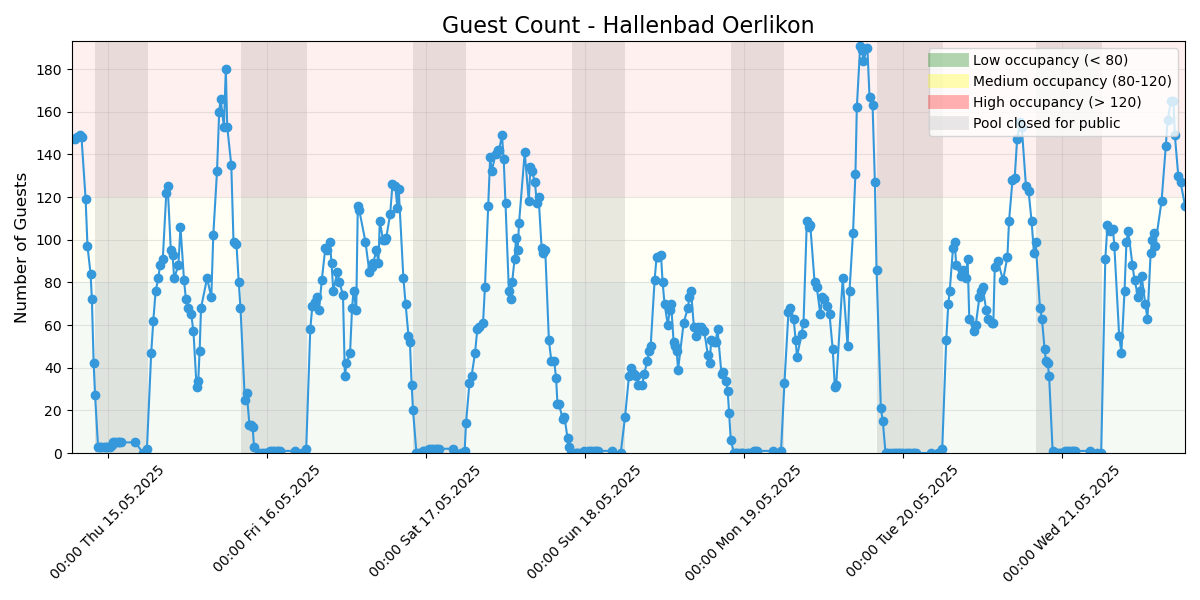 Guest Count - Hallenbad Oerlikon
Number of Guests
180
160
140
120
100
80
60
40
20
0
Low occupancy (< 80)
Medium occupancy (80-120)
High occupancy (> 120)
Pool closed for public
00:00 Thu 15.05.2025
00:00 Fri 16.05.2025
00:00 Sat 17.05.2025
00:00 Sun 18.05.2025
00:00 Mon 19.05.2025
00:00 Tue 20.05.2025
00:00 Wed 21.05.2025